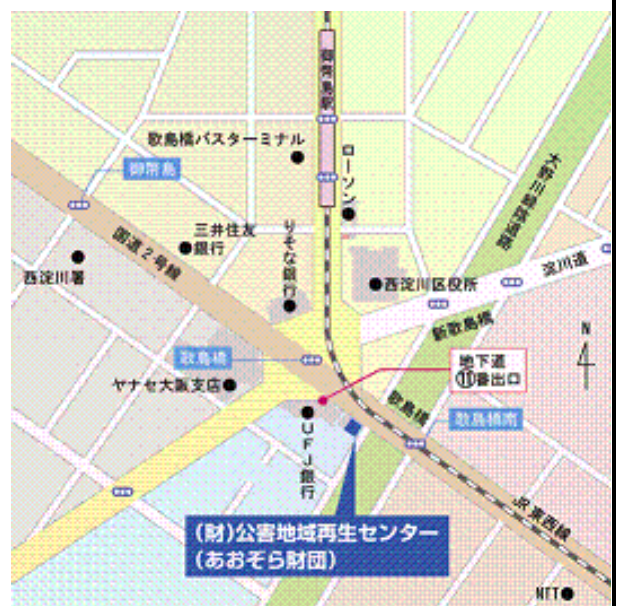 御幣島駅
歌島橋バスターミナル
御幣島
ローソン
大野川緑陰道路
国道2号線
三井住友
銀行
りそな銀行
西淀川署
西淀川区役所
淀川通
新歌島橋
N
歌島橋
地下道
⑪番出口
ヤナセ大阪支店
歌島橋
歌島橋南
UFJ銀行
JR東西線
(財)公害地域再生センター
(あおぞら財団)
NTT